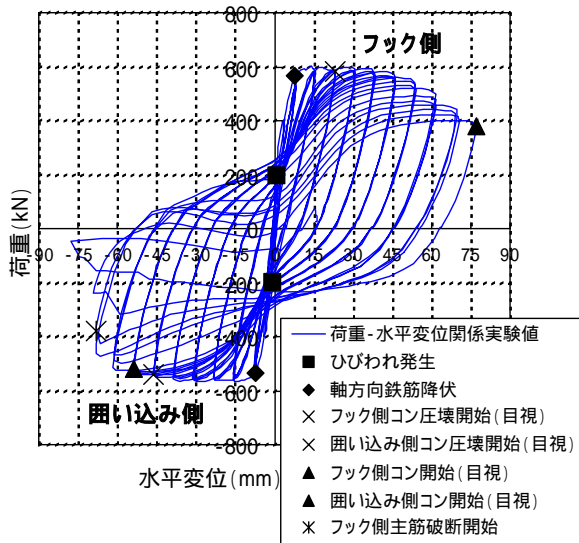 800
フック側
600
400
200
0
-90 -75 -60 -45 -30 -15 0 15 30 45 60 75 90
荷重(kN)
-200
-400
-600
-800
囲い込み側
水平変位(mm)
荷重-水平変位関係実験値
ひびわれ発生
軸方向鉄筋降伏
フック側コン圧壊開始(目視)
囲い込み側コン圧壊開始(目視)
フック側コン開始(目視)
囲い込み側コン開始(目視)
フック側主筋破断開始